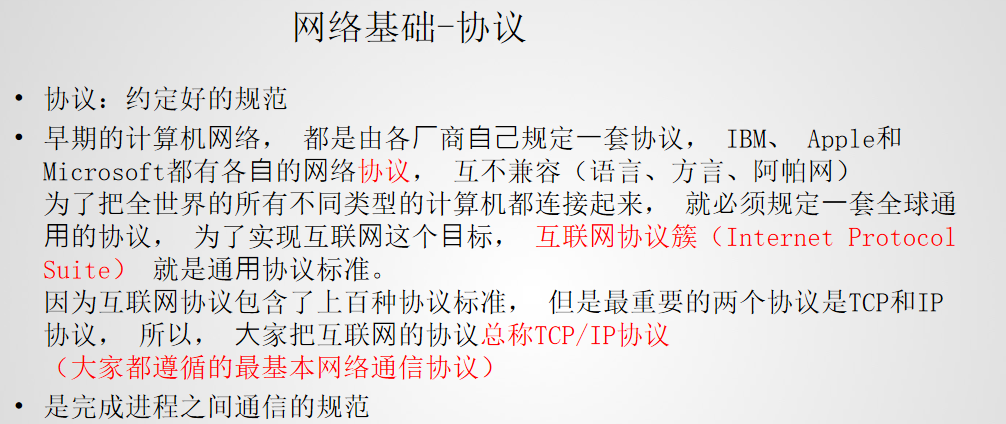 网络基础-协议
• 协议：约定好的规范
• 早期的计算机网络， 都是由各厂商自己规定一套协议， IBM、 Apple和
Microsoft都有各自的网络协议， 互不兼容（语言、方言、阿帕网）
为了把全世界的所有不同类型的计算机都连接起来， 就必须规定一套全球通
用的协议， 为了实现互联网这个目标， 互联网协议簇（Internet Protocol
Suite） 就是通用协议标准。
因为互联网协议包含了上百种协议标准， 但是最重要的两个协议是TCP和IP
协议， 所以， 大家把互联网的协议总称TCP/IP协议
（大家都遵循的最基本网络通信协议）
• 是完成进程之间通信的规范